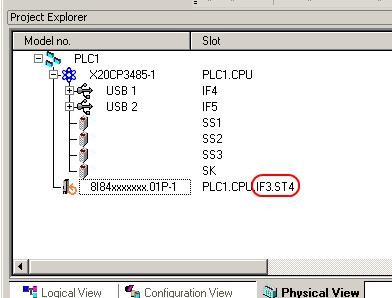 Project Explorer
Model no. Slot
PLC1
X20CP3485-1 PLC1.CPU
USB 1 IF4
USB 2 IF5
SS1
SS2
SS3
SK
8I84xxxxxxx.01P-1 PLC1.CPU.IF3.ST4
Logical View Configuration View Physical View